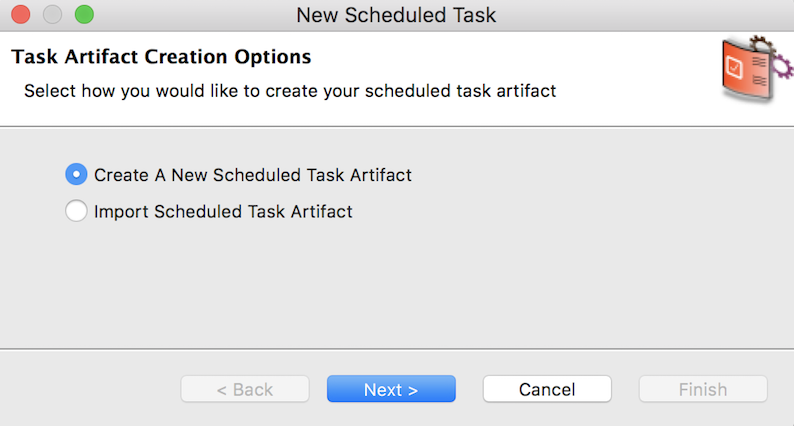 New Scheduled Task
Task Artifact Creation Options
Select how you would like to create your scheduled task artifact
Create A New Scheduled Task Artifact
Import Scheduled Task Artifact
< Back Next > Cancel Finish